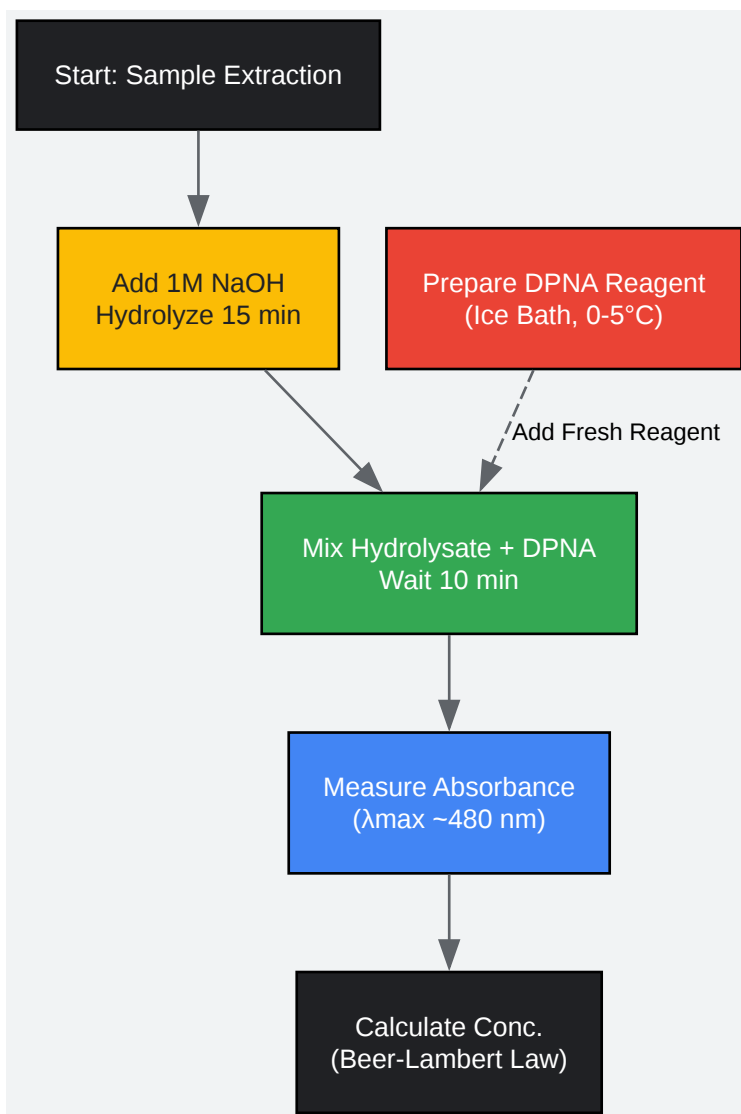 Start: Sample Extraction
Add 1M NaOH
Hydrolyze 15 min
Prepare DPNA Reagent
(Ice Bath, 0-5°C)
Add Fresh Reagent
Mix Hydrolysate + DPNA
Wait 10 min
Measure Absorbance
(λmax ~480 nm)
Calculate Conc.
(Beer-Lambert Law)